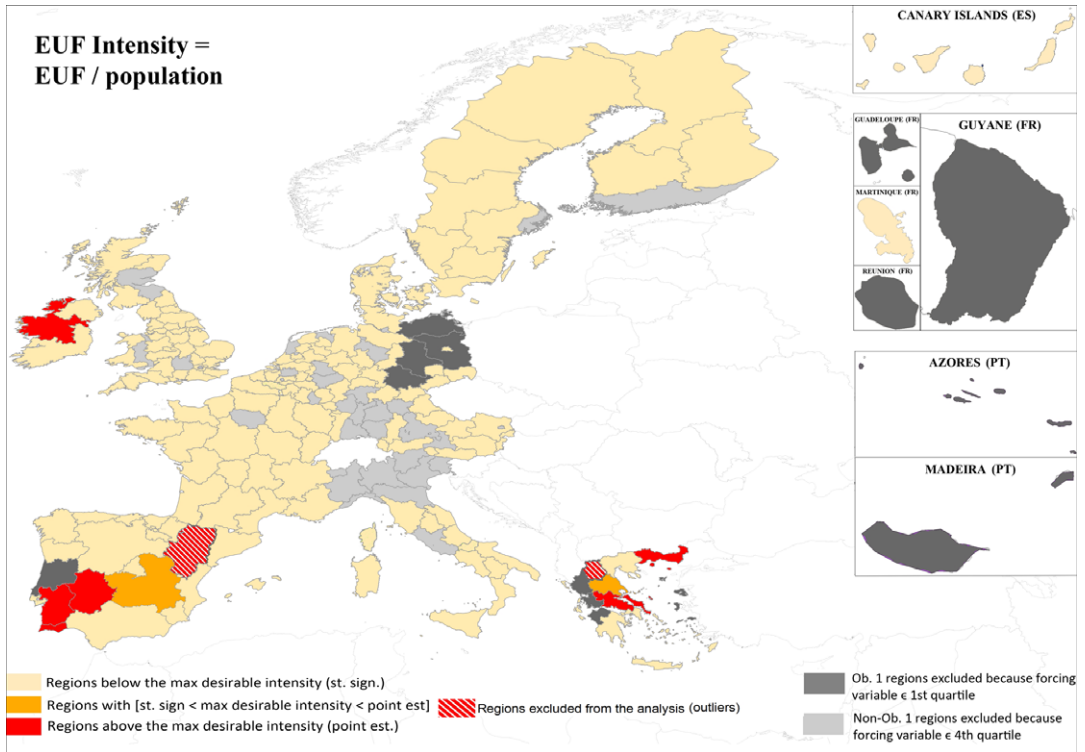 EUF Intensity =
EUF / population
CANARY ISLANDS (ES)
GUADELOUPE (FR)
GUYANE (FR)
MARTINIQUE (FR)
REUNION (FR)
AZORES (PT)
MADEIRA (PT)
Regions below the max desirable intensity (st. sign.)
Regions with [st. sign < max desirable intensity < point est]
Regions above the max desirable intensity (point est.)
Regions excluded from the analysis (outliers)
Ob. 1 regions excluded because forcing
variable ϵ 1st quartile
Non-Ob. 1 regions excluded because
forcing variable ϵ 4th quartile